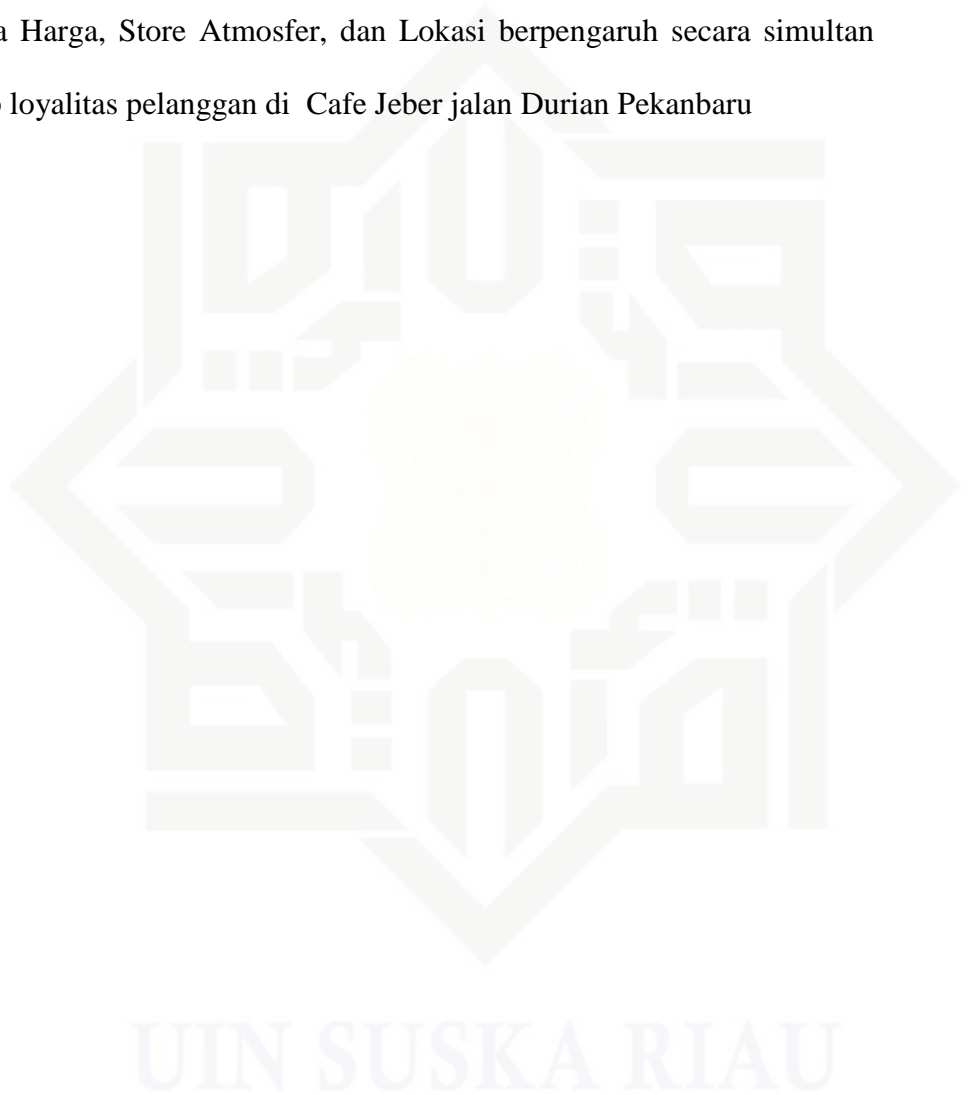 a Harga, Store Atmosfer, dan Lokasi berpengaruh secara simultan
loyalitas pelanggan di Cafe Jeber jalan Durian Pekanbaru
UIN SUSKA RIAU